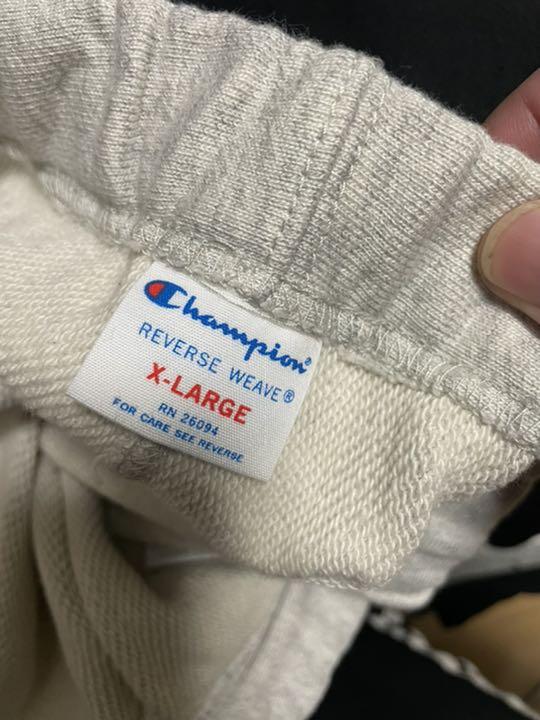 Champion®
REVERSE WEAVE®
X-LARGE
RN 26094
FOR CARE SEE REVERSE